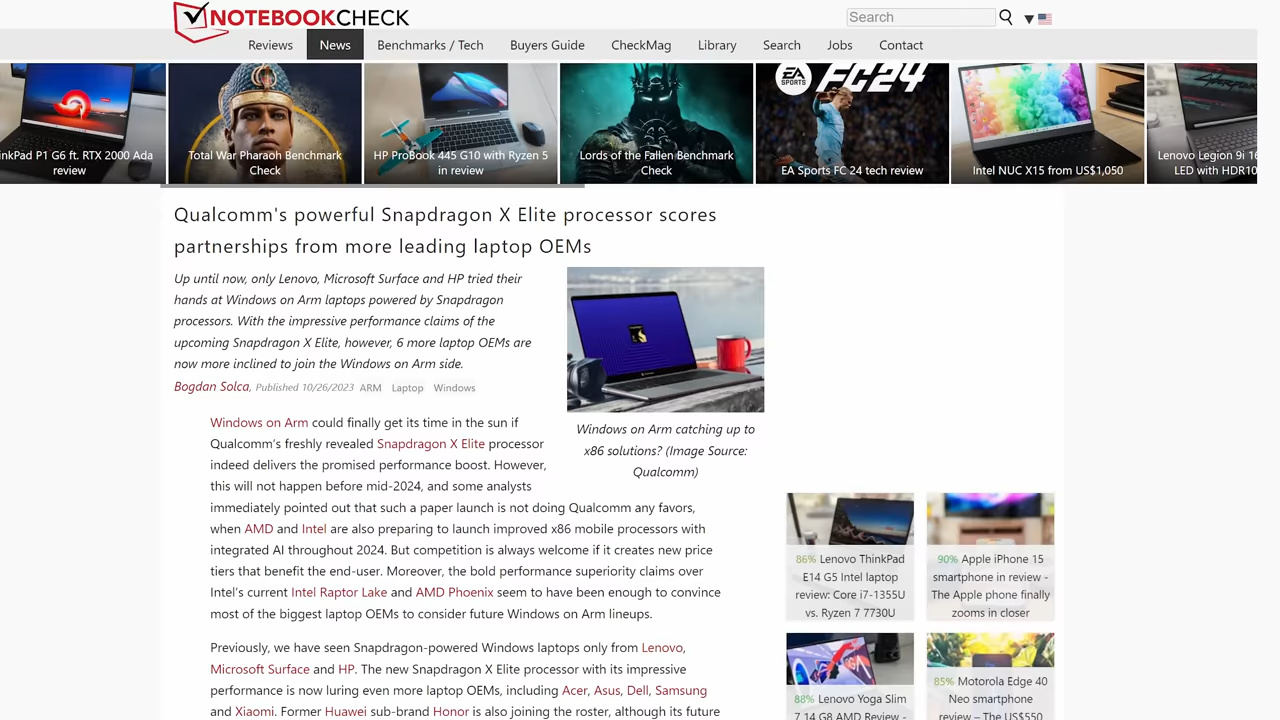 NOTEBOOKCHECK
Search
Reviews News Benchmarks / Tech Buyers Guide CheckMag Library Search Jobs Contact
inkPad P1 G6 ft. RTX 2000 Ada
review
Total War Pharaoh Benchmark
Check
HP ProBook 445 G10 with Ryzen 5
in review
Lords of the Fallen Benchmark
Check
EA SPORTS FC24
EA Sports FC 24 tech review
Intel NUC X15 from US$1,050
Lenovo Legion 9i 16
LED with HDR10
Qualcomm's powerful Snapdragon X Elite processor scores
partnerships from more leading laptop OEMs
Up until now, only Lenovo, Microsoft Surface and HP tried their
hands at Windows on Arm laptops powered by Snapdragon
processors. With the impressive performance claims of the
upcoming Snapdragon X Elite, however, 6 more laptop OEMs are
now more inclined to join the Windows on Arm side.
Bogdan Solca, Published 10/26/2023 ARM Laptop Windows
Windows on Arm catching up to
x86 solutions? (Image Source:
Qualcomm)
Windows on Arm could finally get its time in the sun if
Qualcomm's freshly revealed Snapdragon X Elite processor
indeed delivers the promised performance boost. However,
this will not happen before mid-2024, and some analysts
immediately pointed out that such a paper launch is not doing Qualcomm any favors,
when AMD and Intel are also preparing to launch improved x86 mobile processors with
integrated AI throughout 2024. But competition is always welcome if it creates new price
tiers that benefit the end-user. Moreover, the bold performance superiority claims over
Intel's current Intel Raptor Lake and AMD Phoenix seem to have been enough to convince
most of the biggest laptop OEMs to consider future Windows on Arm lineups.
Previously, we have seen Snapdragon-powered Windows laptops only from Lenovo,
Microsoft Surface and HP. The new Snapdragon X Elite processor with its impressive
performance is now luring even more laptop OEMs, including Acer, Asus, Dell, Samsung
and Xiaomi. Former Huawei sub-brand Honor is also joining the roster, although its future
86% Lenovo ThinkPad
E14 G5 Intel laptop
review: Core i7-1355U
vs. Ryzen 7 7730U
90% Apple iPhone 15
smartphone in review -
The Apple phone finally
zooms in closer
88% Lenovo Yoga Slim
7 14 G8 AMD Review -
85% Motorola Edge 40
Neo smartphone
review – The US$550